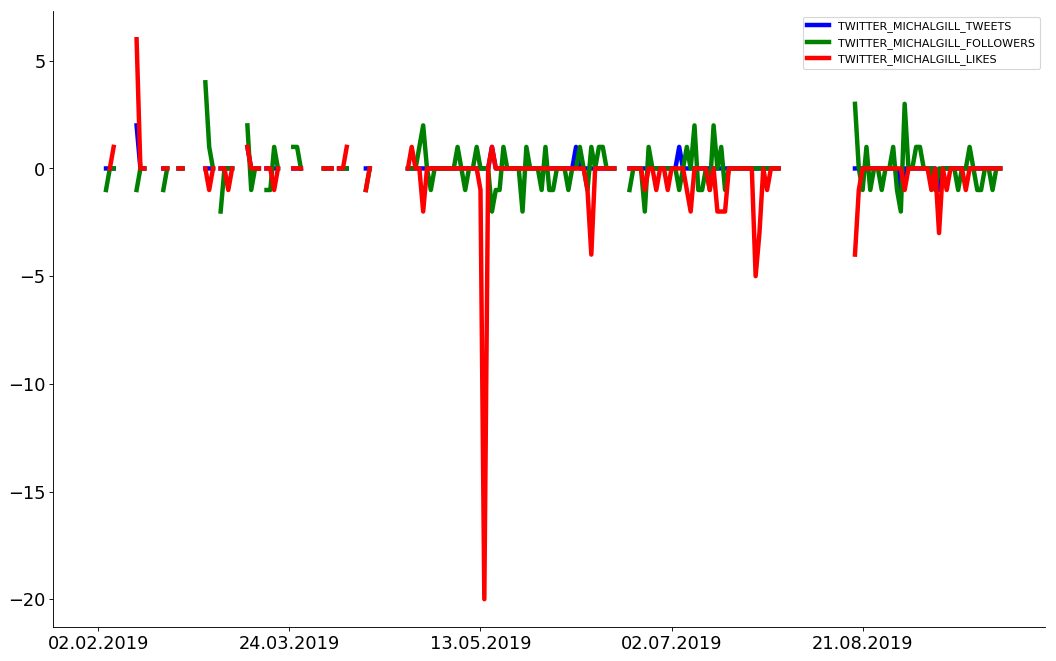 TWITTER_MICHALGILL_TWEETS
TWITTER_MICHALGILL_FOLLOWERS
TWITTER_MICHALGILL_LIKES
5
0
−5
−10
−15
−20
02.02.2019 24.03.2019 13.05.2019 02.07.2019 21.08.2019